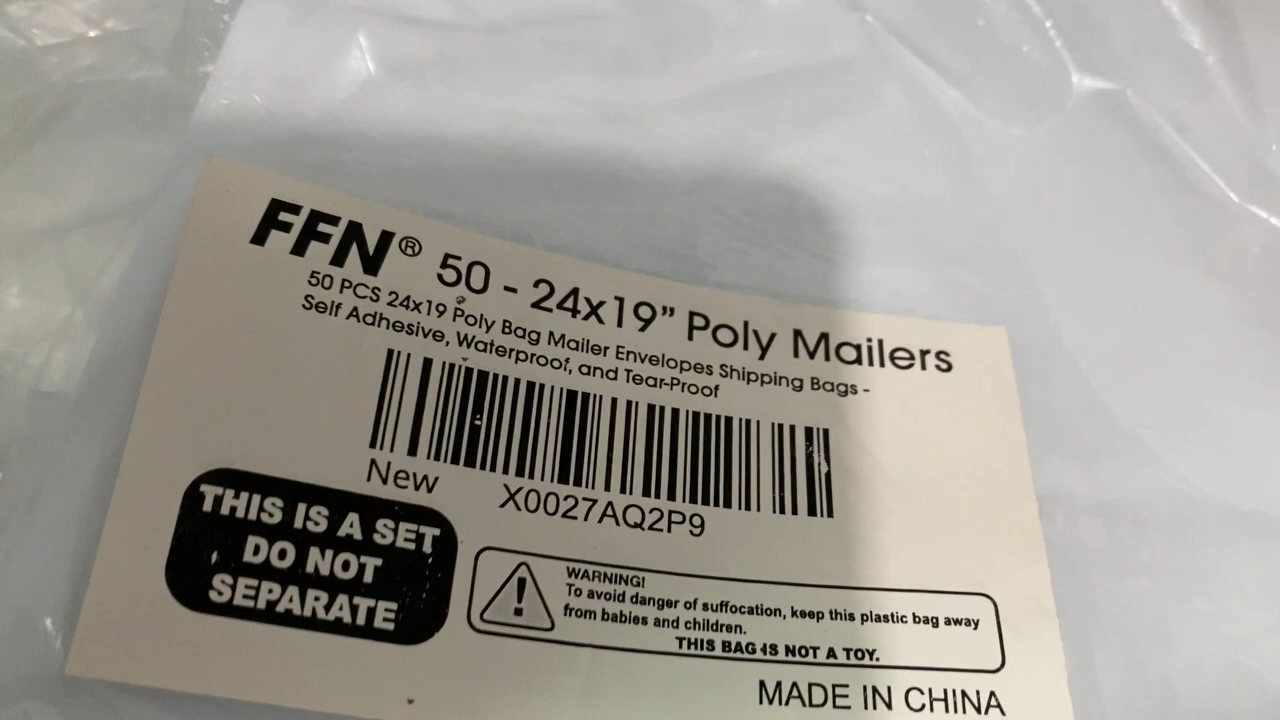 FFN® 50 - 24x19” Poly Mailers
50 PCS 24x19 Poly Bag Mailer Envelopes Shipping Bags -
Self Adhesive, Waterproof, and Tear-Proof
New X0027AQ2P9
THIS IS A SET
DO NOT
SEPARATE
WARNING!
To avoid danger of suffocation, keep this plastic bag away
from babies and children.
THIS BAG IS NOT A TOY.
MADE IN CHINA